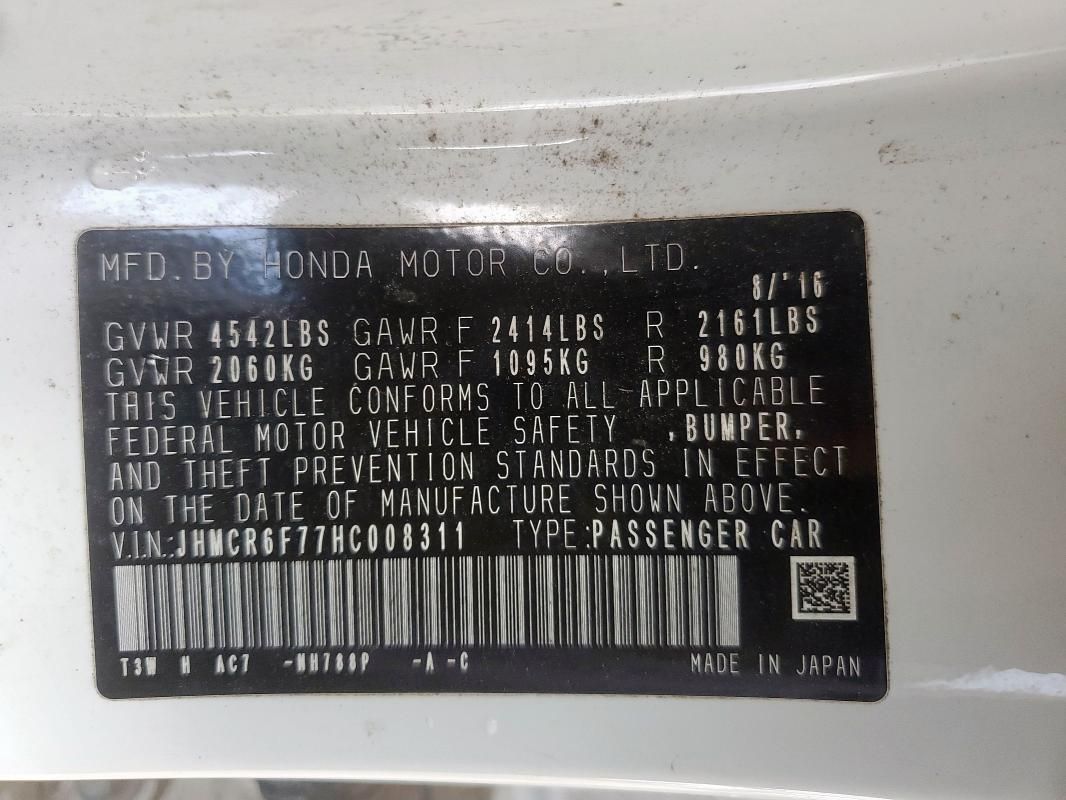 MFD. BY HONDA MOTOR CO., LTD.
8/'16
GVWR 4542LBS GAWR F 2414LBS R 2161LBS
GVWR 2060KG GAWR F 1095KG R 980KG
THIS VEHICLE CONFORMS TO ALL APPLICABLE
FEDERAL MOTOR VEHICLE SAFETY ,BUMPER,
AND THEFT PREVENTION STANDARDS IN EFFECT
ON THE DATE OF MANUFACTURE SHOWN ABOVE.
V.I.N.:JHMCR6F77HC008311 TYPE:PASSENGER CAR
T3W H AC7 -NH788P -A -C MADE IN JAPAN